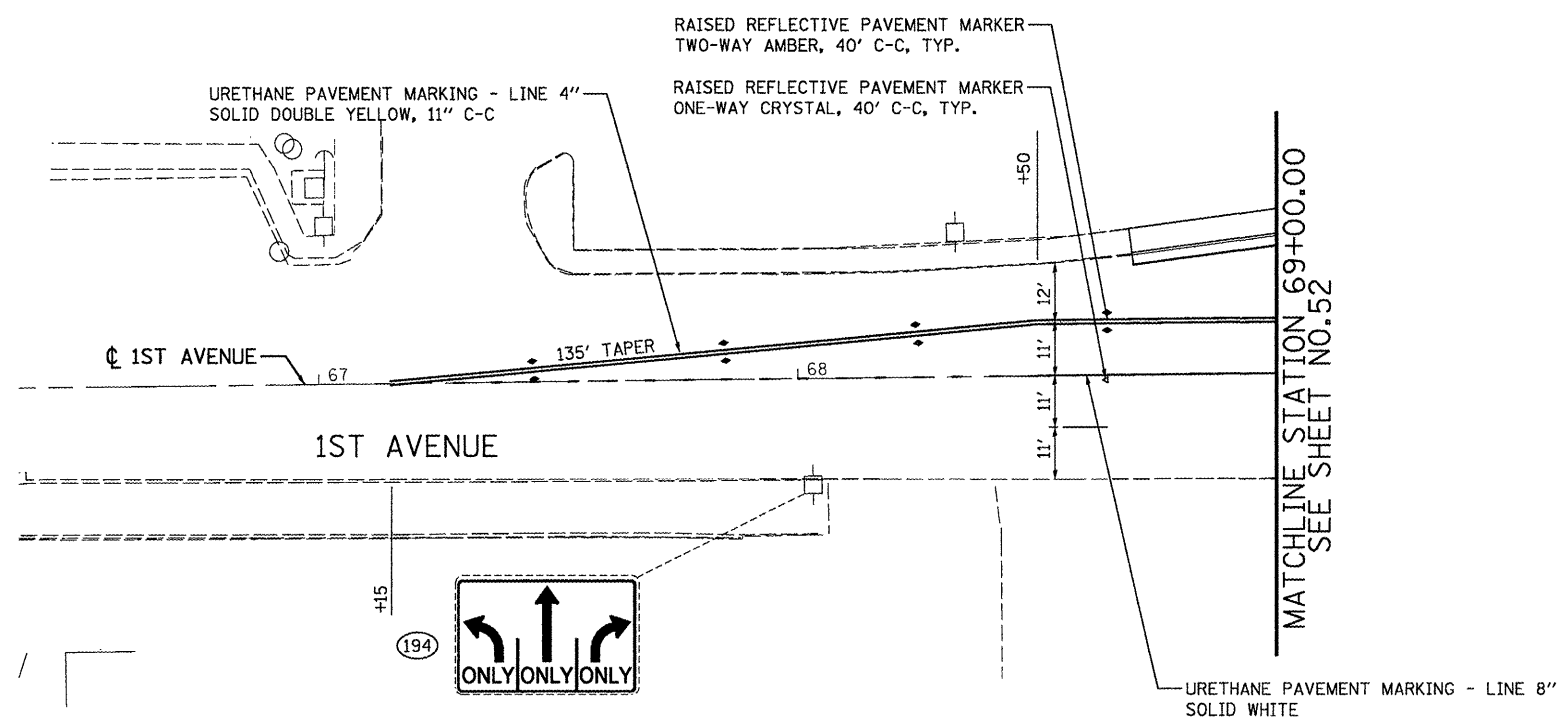 RAISED REFLECTIVE PAVEMENT MARKER
TWO-WAY AMBER, 40' C-C, TYP.
RAISED REFLECTIVE PAVEMENT MARKER
ONE-WAY CRYSTAL, 40' C-C, TYP.
URETHANE PAVEMENT MARKING - LINE 4"
SOLID DOUBLE YELLOW, 11" C-C
+50
MATCHLINE STATION 69+00.00
SEE SHEET NO.52
12'
11'
11'
11'
135' TAPER
℄ 1ST AVENUE
67
68
1ST AVENUE
+15
194
ONLY ONLY ONLY
URETHANE PAVEMENT MARKING - LINE 8"
SOLID WHITE